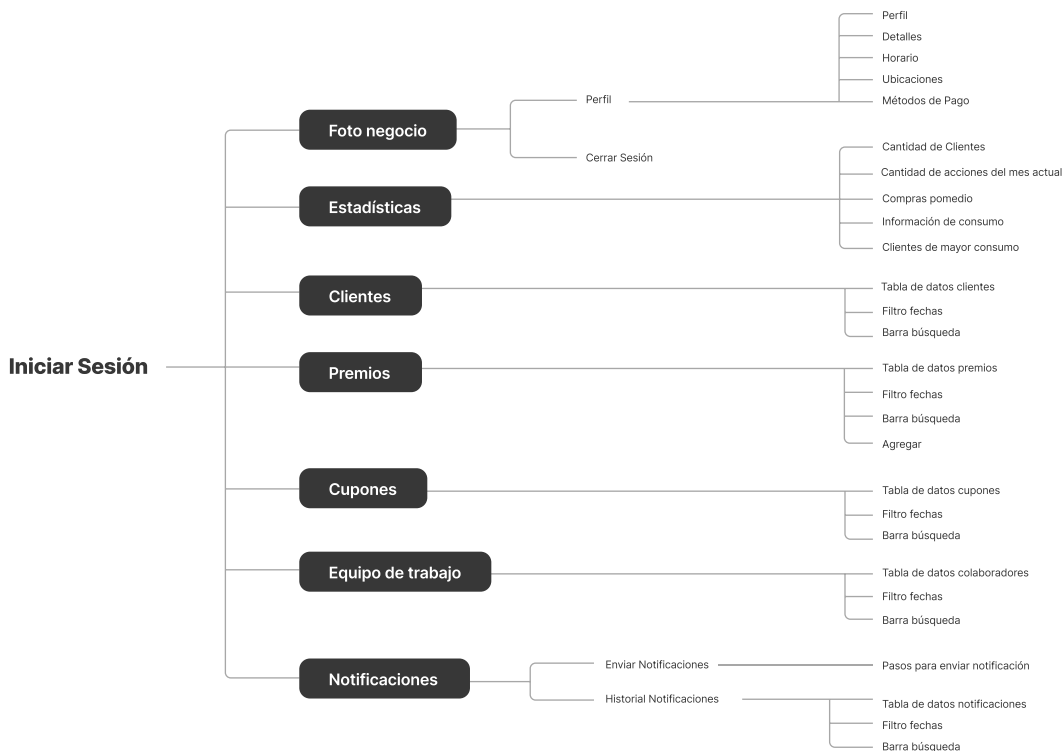 Iniciar Sesión
Foto negocio
Perfil
Perfil
Detalles
Horario
Ubicaciones
Métodos de Pago
Cerrar Sesión
Estadísticas
Cantidad de Clientes
Cantidad de acciones del mes actual
Compras pomedio
Información de consumo
Clientes de mayor consumo
Clientes
Tabla de datos clientes
Filtro fechas
Barra búsqueda
Premios
Tabla de datos premios
Filtro fechas
Barra búsqueda
Agregar
Cupones
Tabla de datos cupones
Filtro fechas
Barra búsqueda
Equipo de trabajo
Tabla de datos colaboradores
Filtro fechas
Barra búsqueda
Notificaciones
Enviar Notificaciones
Pasos para enviar notificación
Historial Notificaciones
Tabla de datos notificaciones
Filtro fechas
Barra búsqueda